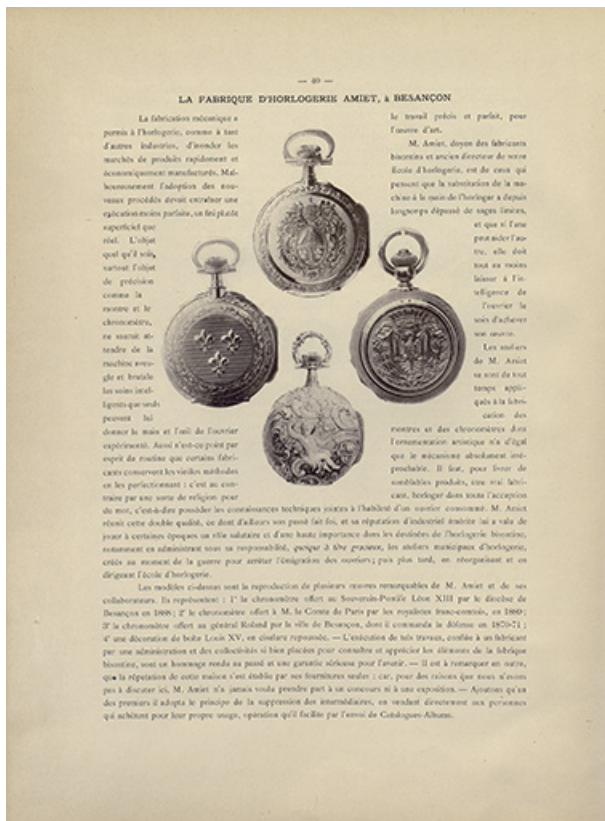 — 40 —
LA FABRIQUE D'HORLOGERIE AMIET, à BESANÇON
La fabrication mécanique a
permis à l'horlogerie, comme à tant
d'autres industries, d'inonder les
marchés de produits rapidement et
économiquement manufacturés. Mal-
heureusement l'adoption des nou-
veaux procédés devait entraîner une
exécution moins parfaite, un fini plutôt
superficiel que
réel. L'objet
quel qu'il soit,
surtout l'objet
de précision
comme la
montre et le
chronomètre,
ne saurait at-
tendre de la
machine aveu-
gle et brutale
les soins intel-
ligents que seuls
peuvent lui
donner la main et l'œil de l'ouvrier
expérimenté. Aussi n'est-ce point par
esprit de routine que certains fabri-
cants conservent les vieilles méthodes
en les perfectionnant : c'est au con-
traire par une sorte de religion pour
le travail précis et parfait, pour
l'œuvre d'art.
M. Amiet, doyen des fabricants
bisontins et ancien directeur de notre
École d'horlogerie, est de ceux qui
pensent que la substitution de la ma-
chine à la main de l'horloger a depuis
longtemps dépassé de sages limites,
et que si l'une
peut aider l'au-
tre, elle doit
tout au moins
laisser à l'in-
telligence de
l'ouvrier le
soin d'achever
son œuvre.
Les ateliers
de M. Amiet
se sont de tout
temps appli-
qués à la fabri-
cation des
montres et des chronomètres dont
l'ornementation artistique n'a d'égal
que le mécanisme absolument irré-
prochable. Il faut, pour livrer de
semblables produits, être vrai fabri-
cant, horloger dans toute l'acception
du mot, c'est-à-dire posséder les connaissances techniques jointes à l'habileté d'un ouvrier consommé. M. Amiet
réunit cette double qualité, ce dont d'ailleurs son passé fait foi, et sa réputation d'industriel émérite lui a valu de
jouer à certaines époques un rôle salutaire et d'une haute importance dans les destinées de l'horlogerie bisontine,
notamment en administrant sous sa responsabilité, quoique à titre gracieux, les ateliers municipaux d'horlogerie,
créés au moment de la guerre pour arrêter l'émigration des ouvriers ; puis plus tard, en réorganisant et en
dirigeant l'école d'horlogerie.
Les modèles ci-dessus sont la reproduction de plusieurs œuvres remarquables de M. Amiet et de ses
collaborateurs. Ils représentent : 1° le chronomètre offert au Souverain-Pontife Léon XIII par le diocèse de
Besançon en 1888 ; 2° le chronomètre offert à M. le Comte de Paris par les royalistes franc-comtois, en 1889 ;
3° le chronomètre offert au général Roland par la ville de Besançon, dont il commanda la défense en 1870-71 ;
4° une décoration de boîte Louis XV, en ciselure repoussée. — L'exécution de tels travaux, confiée à un fabricant
par une administration et des collectivités si bien placées pour connaître et apprécier les éléments de la fabrique
bisontine, sont un hommage rendu au passé et une garantie sérieuse pour l'avenir. — Il est à remarquer en outre,
que la réputation de cette maison s'est établie par ses fournitures seules : car, pour des raisons que nous n'avons
pas à discuter ici, M. Amiet n'a jamais voulu prendre part à un concours ni à une exposition. — Ajoutons qu'un
des premiers il adopta le principe de la suppression des intermédiaires, en vendant directement aux personnes
qui achètent pour leur propre usage, opération qu'il facilite par l'envoi de Catalogues-Albums.